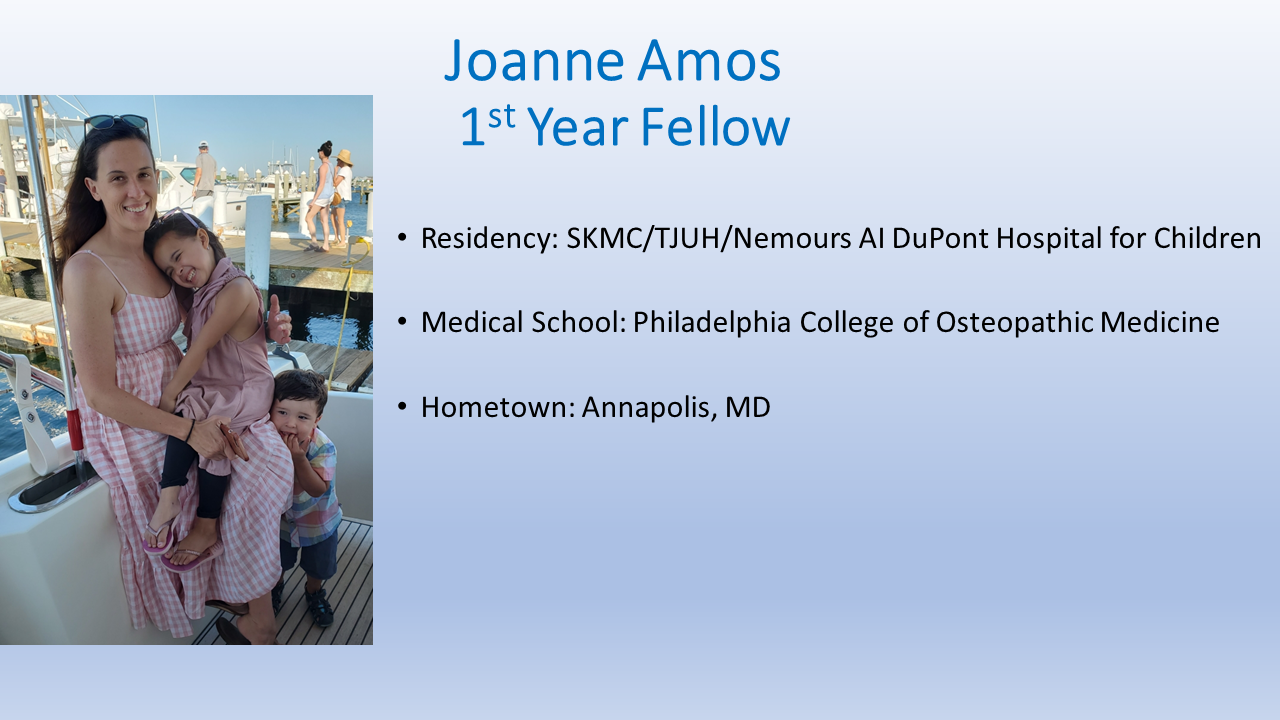 Joanne Amos
1st Year Fellow
• Residency: SKMC/TJUH/Nemours AI DuPont Hospital for Children
• Medical School: Philadelphia College of Osteopathic Medicine
• Hometown: Annapolis, MD